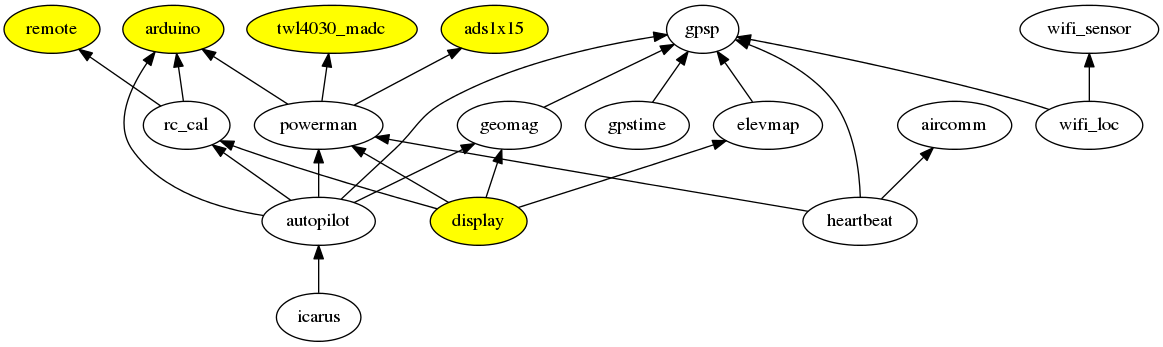 remote
arduino
twl4030_madc
ads1x15
gpsp
wifi_sensor
rc_cal
powerman
geomag
gpstime
elevmap
aircomm
wifi_loc
autopilot
display
heartbeat
icarus